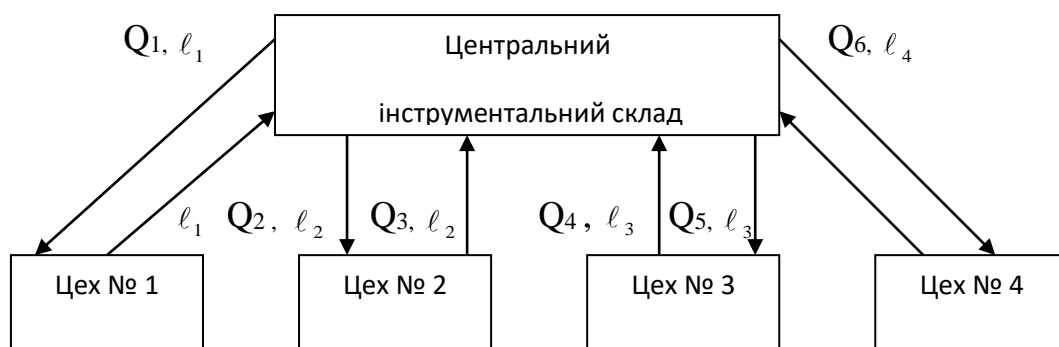 Q1, ℓ1
Центральний
Q6, ℓ4
інструментальний склад
ℓ1
Q2, ℓ2
Q3, ℓ2
Q4, ℓ3
Q5, ℓ3
Цех № 1
Цех № 2
Цех № 3
Цех № 4